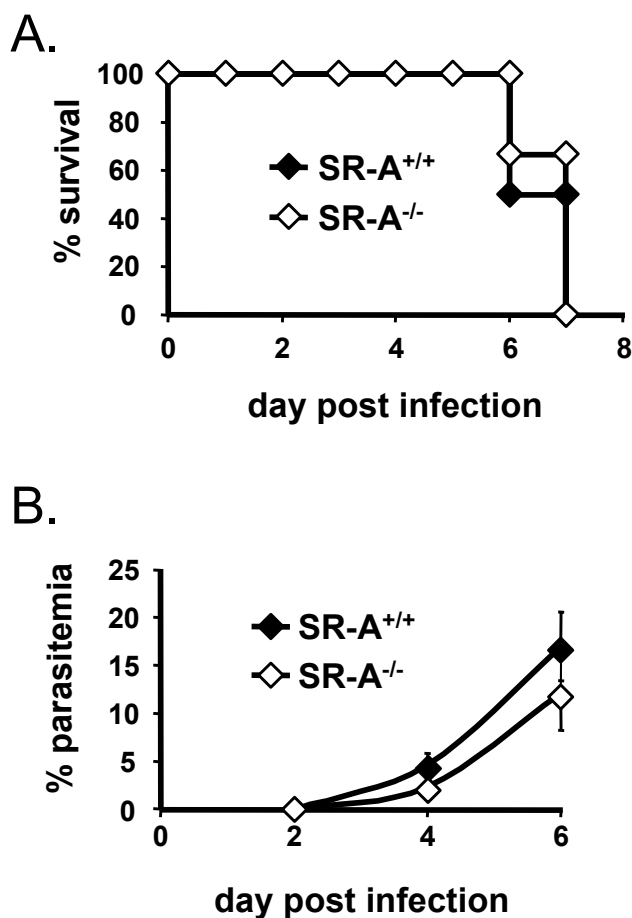 A.
% survival
100
80
60
40
20
0
SR-A+/+
SR-A-/-
0 2 4 6 8
day post infection
B.
% parasitemia
25
20
15
10
5
0
SR-A+/+
SR-A-/-
0 2 4 6
day post infection